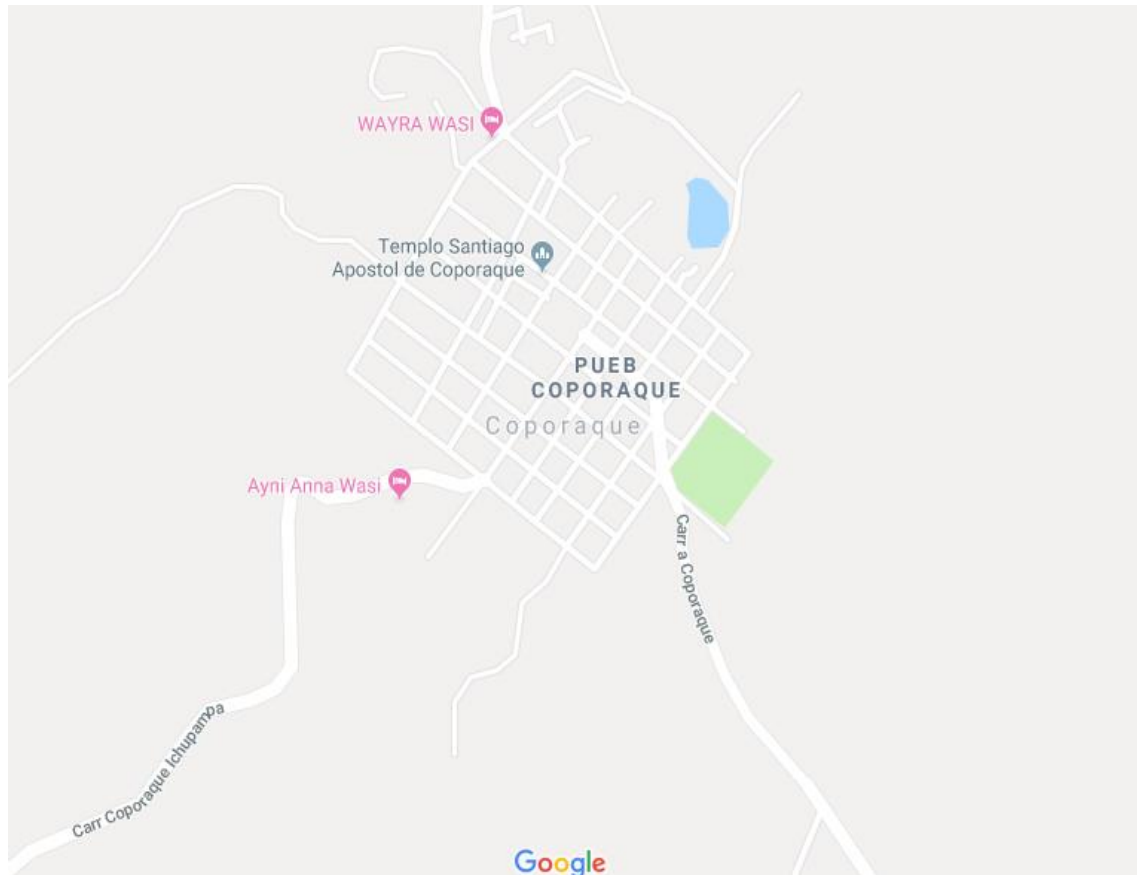 WAYRA WASI
Templo Santiago
Apostol de Coporaque
PUEB
COPORAQUE
Coporaque
Ayni Anna Wasi
Carr a Coporaque
Carr Coporaque Ichupampa
Google